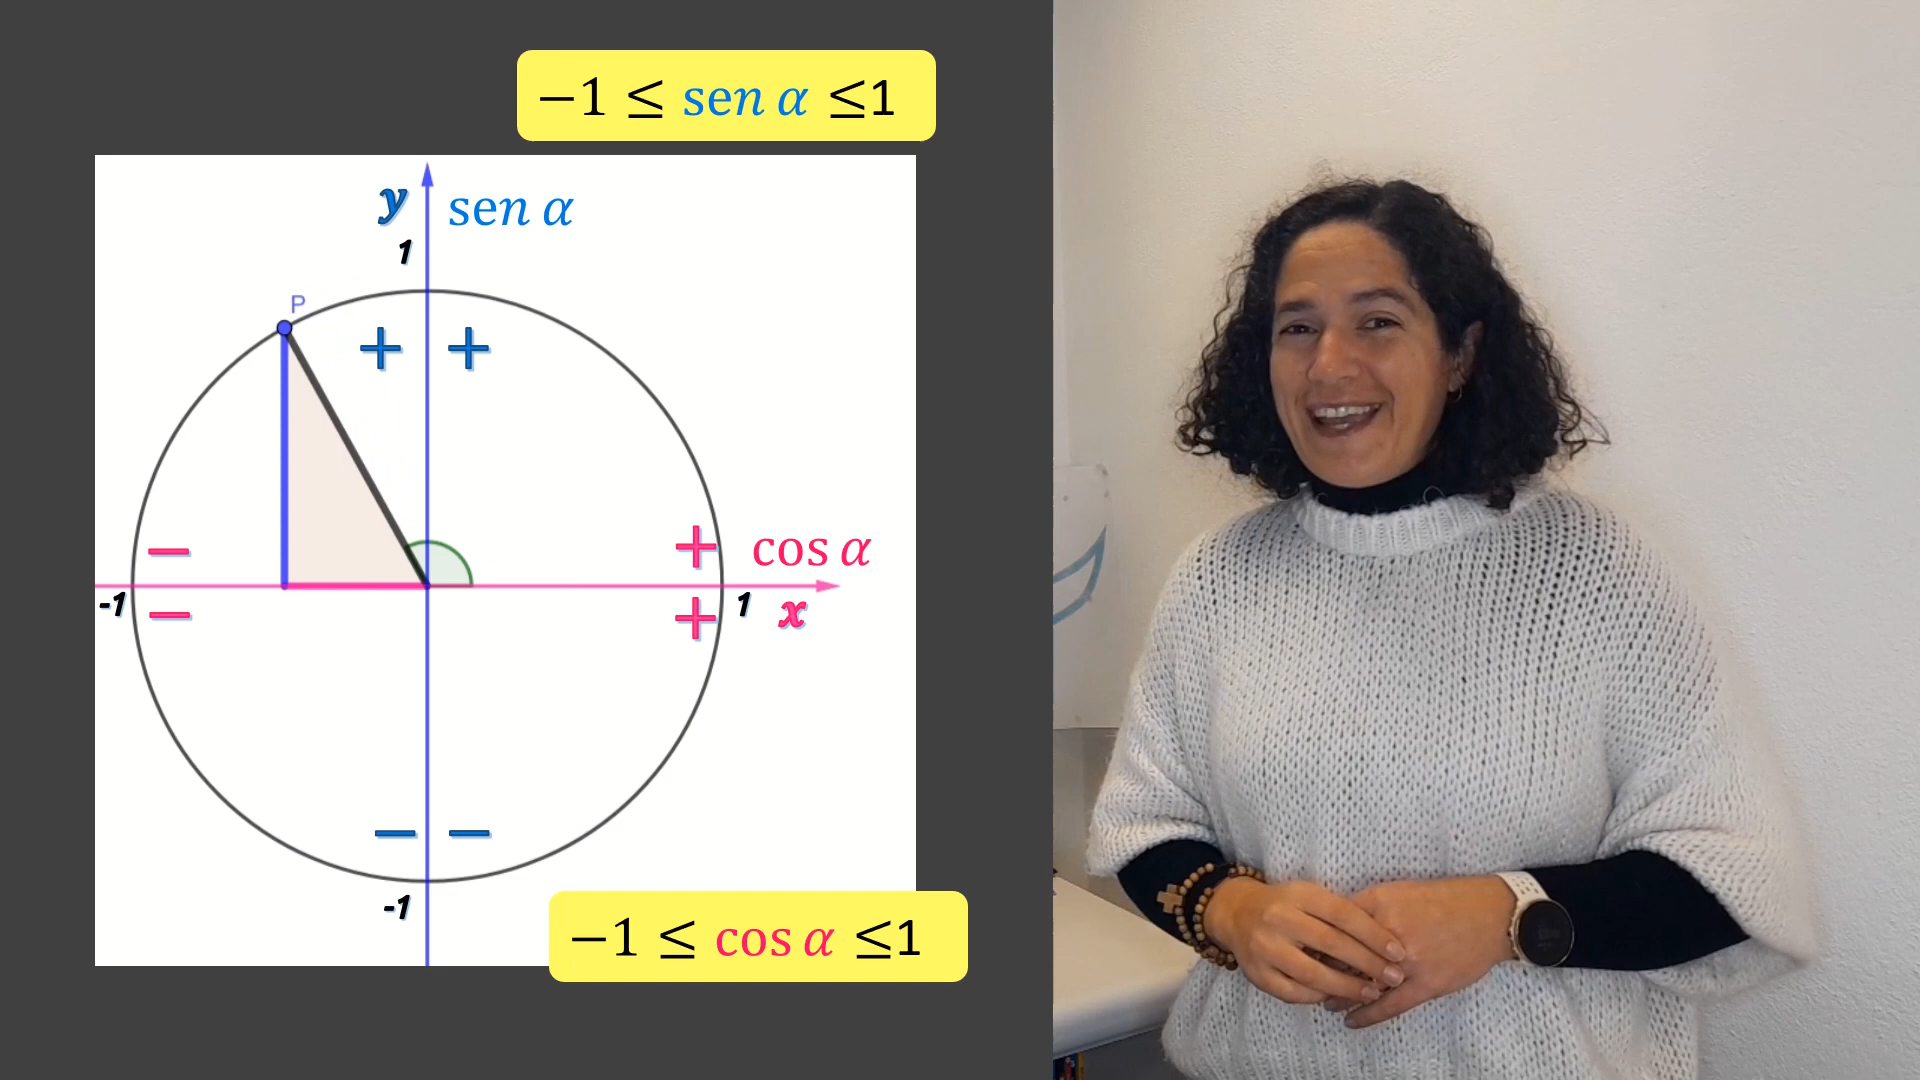 −1 ≤ sen α ≤1
y sen α
1
P
+ +
− + cos α
-1 − + 1 x
− −
-1
−1 ≤ cos α ≤1